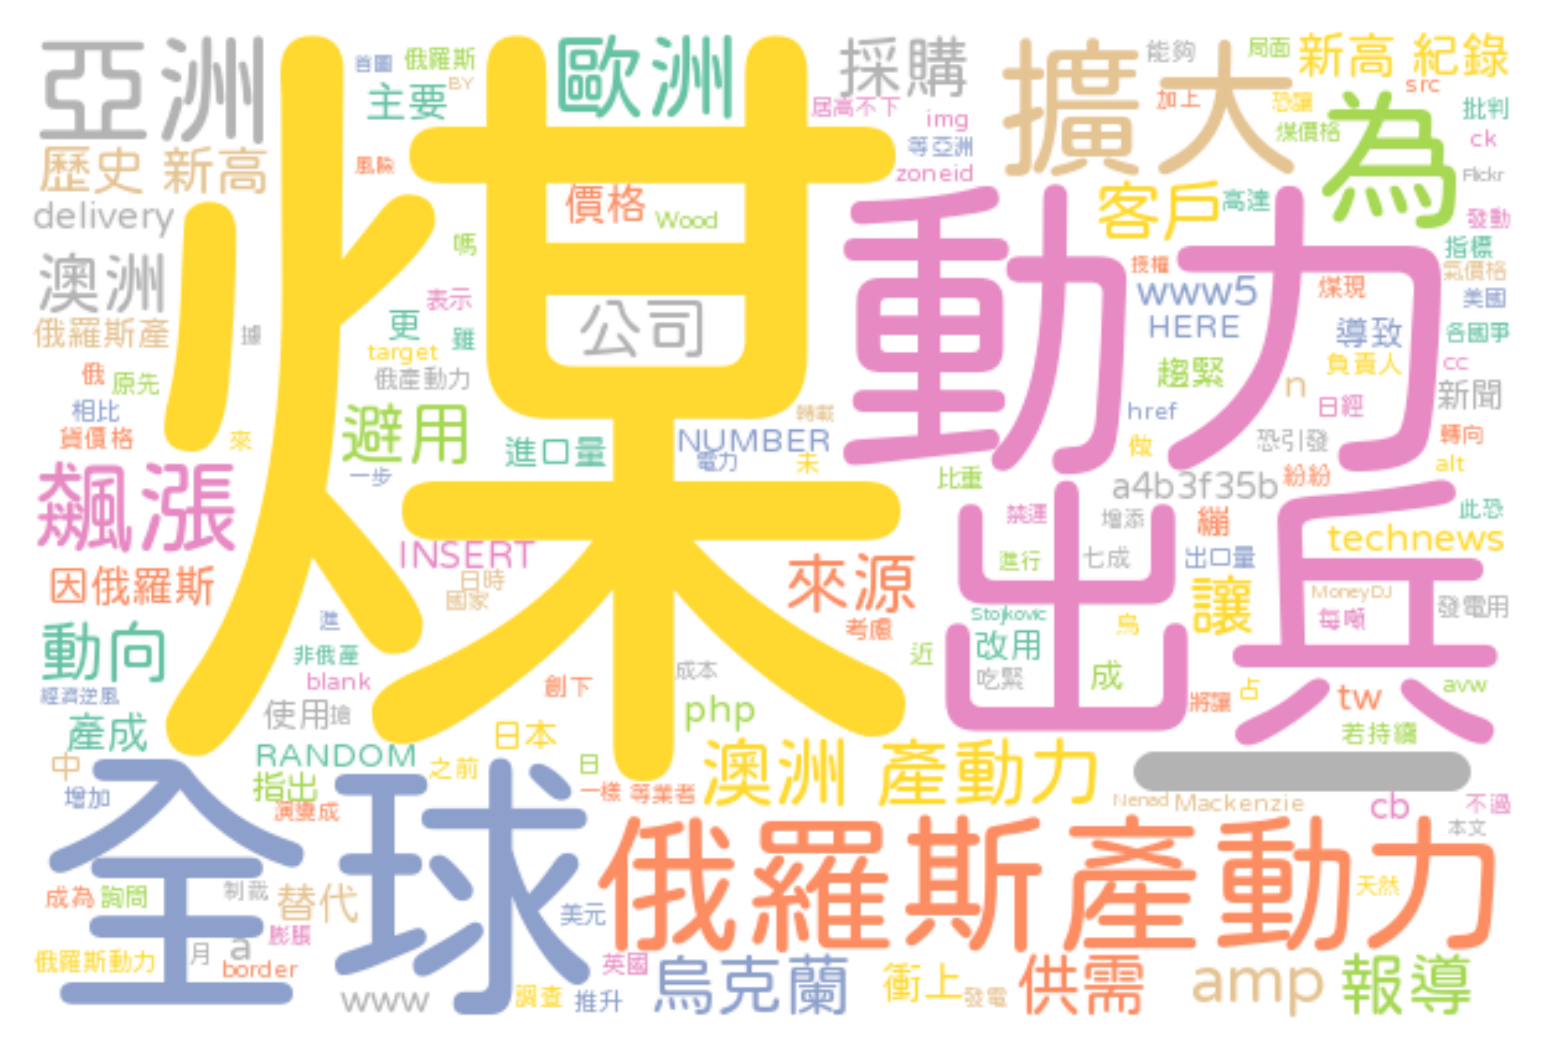 亞洲
首圖
俄羅斯
BY
主要
歐洲
採購
擴大
能夠
局面
新高 紀錄
src
居高不下
img
加上
恐讓
煤價格
批判
ck
歷史 新高
風險
煤
等亞洲
zoneid
為
Flickr
delivery
價格
Wood
客戶
高達
發動
嗎
動力
指標
澳洲
表示
公司
授權
www5
煤現
氣價格
美國
俄羅斯產
據
更
雖
HERE
導致
各國爭
target
俄
原先
俄產動力
趨緊
負責人
cc
n
新聞
相比
避用
轉載
href
日經
貨價格
來
進口量
NUMBER
電力
未
做
恐引發
轉向
飆漲
一步
比重
a4b3f35b
紛紛
alt
禁運
增添
繃
此恐
technews
INSERT
出兵
進行
七成
出口量
因俄羅斯
日時
國家
來源
讓
MoneyDJ
發電用
Stojkovic
每噸
動向
進
考慮
改用
烏
非俄產
近
吃緊
成
經濟逆風
blank
成本
創下
將讓
占
tw
avw
使用
搶
php
產成
日本
若持續
RANDOM
中
指出
之前
日
澳洲 產動力
增加
演變成
一樣
等業者
Nenad
Mackenzie
cb
不過
本文
全球
俄羅斯產動力
成為
詢問
制裁
替代
天然
美元
膨脹
a
月
俄羅斯動力
border
英國
烏克蘭
衝上
發電
供需
amp
報導
www
調查
推升